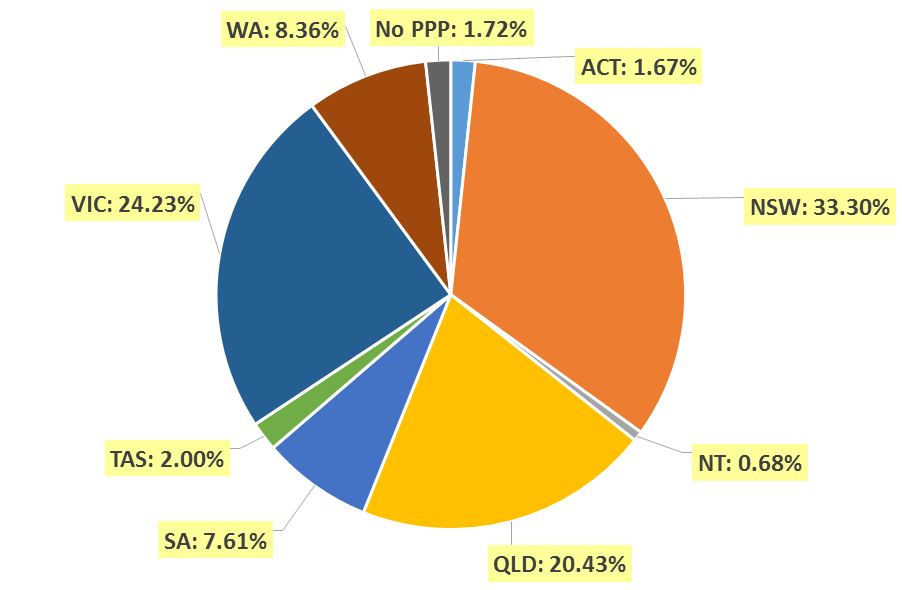 WA: 8.36%
No PPP: 1.72%
ACT: 1.67%
VIC: 24.23%
NSW: 33.30%
TAS: 2.00%
NT: 0.68%
SA: 7.61%
QLD: 20.43%